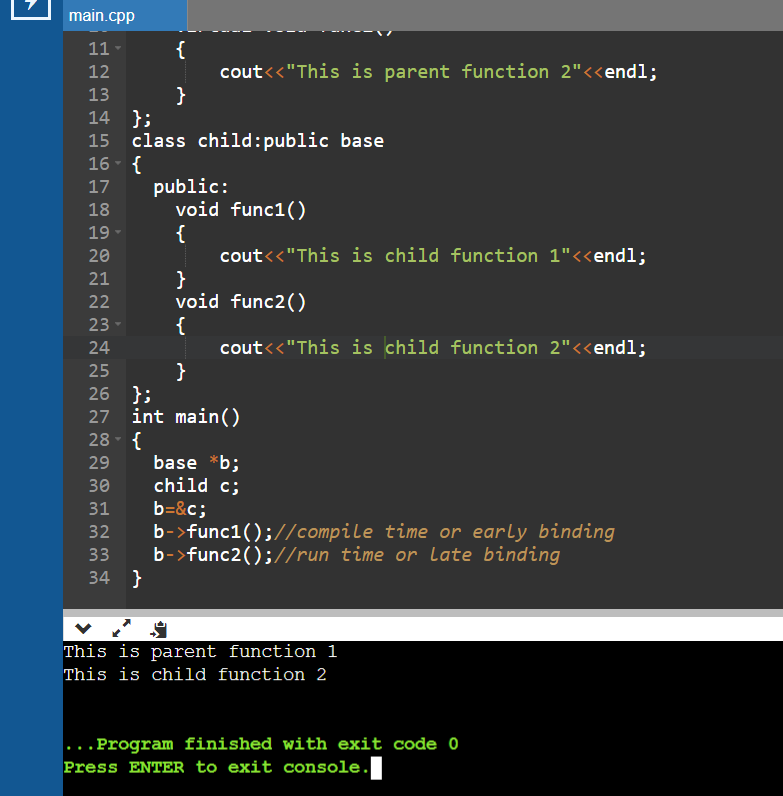 main.cpp
11 {
12 cout<<"This is parent function 2"<<endl;
13 }
14 };
15 class child:public base
16 {
17 public:
18 void func1()
19 {
20 cout<<"This is child function 1"<<endl;
21 }
22 void func2()
23 {
24 cout<<"This is child function 2"<<endl;
25 }
26 };
27 int main()
28 {
29 base *b;
30 child c;
31 b=&c;
32 b->func1();//compile time or early binding
33 b->func2();//run time or late binding
34 }
This is parent function 1
This is child function 2
...Program finished with exit code 0
Press ENTER to exit console.